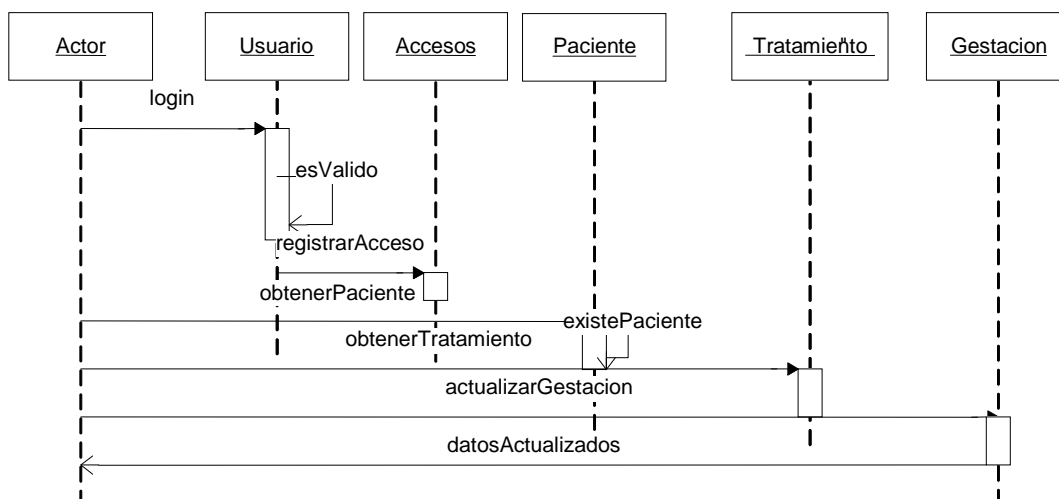 Actor Usuario Accesos Paciente Tratamiento Gestacion
login
esValido
registrarAcceso
obtenerPaciente
existePaciente
obtenerTratamiento
actualizarGestacion
datosActualizados